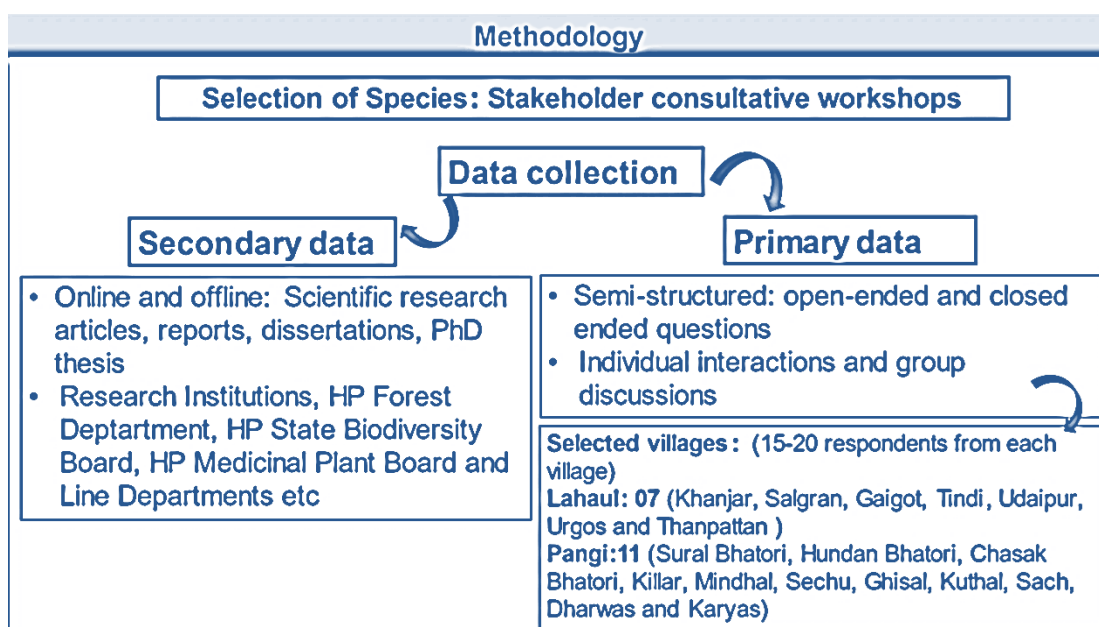 Methodology
Selection of Species: Stakeholder consultative workshops
Data collection
Secondary data
• Online and offline: Scientific research
articles, reports, dissertations, PhD
thesis
• Research Institutions, HP Forest
Deptartment, HP State Biodiversity
Board, HP Medicinal Plant Board and
Line Departments etc
Primary data
• Semi-structured: open-ended and closed
ended questions
• Individual interactions and group
discussions
Selected villages: (15-20 respondents from each
village)
Lahaul: 07 (Khanjar, Salgran, Gaigot, Tindi, Udaipur,
Urgos and Thanpattan )
Pangi:11 (Sural Bhatori, Hundan Bhatori, Chasak
Bhatori, Killar, Mindhal, Sechu, Ghisal, Kuthal, Sach,
Dharwas and Karyas)